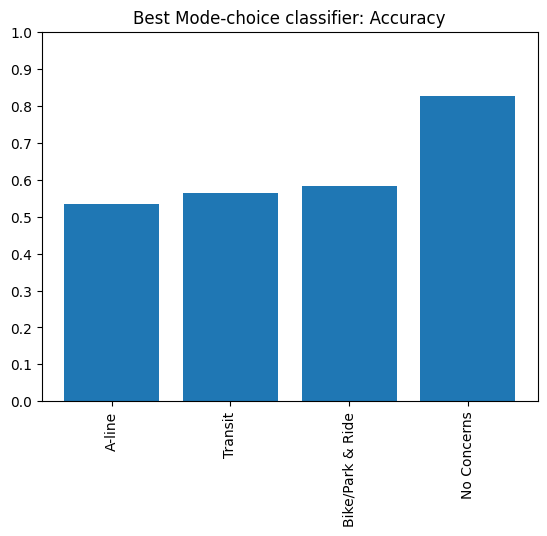 Best Mode-choice classifier: Accuracy
1.0
0.9
0.8
0.7
0.6
0.5
0.4
0.3
0.2
0.1
0.0
A-line
Transit
Bike/Park & Ride
No Concerns